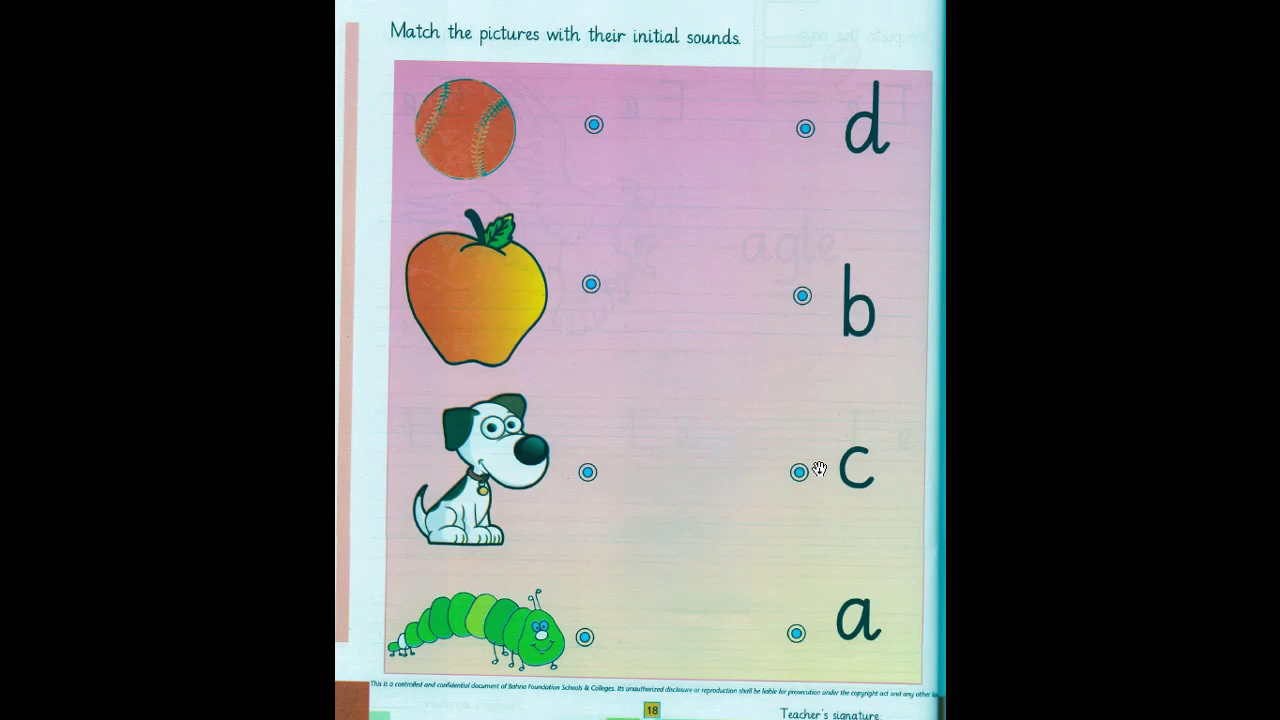 Match the pictures with their initial sounds.
d
b
c
a
This is a controlled and confidential document of Bahria Foundation Schools & Colleges. Its unauthorized disclosure or reproduction shall be liable for prosecution under the copyright act and any other
18
Teacher's signature: